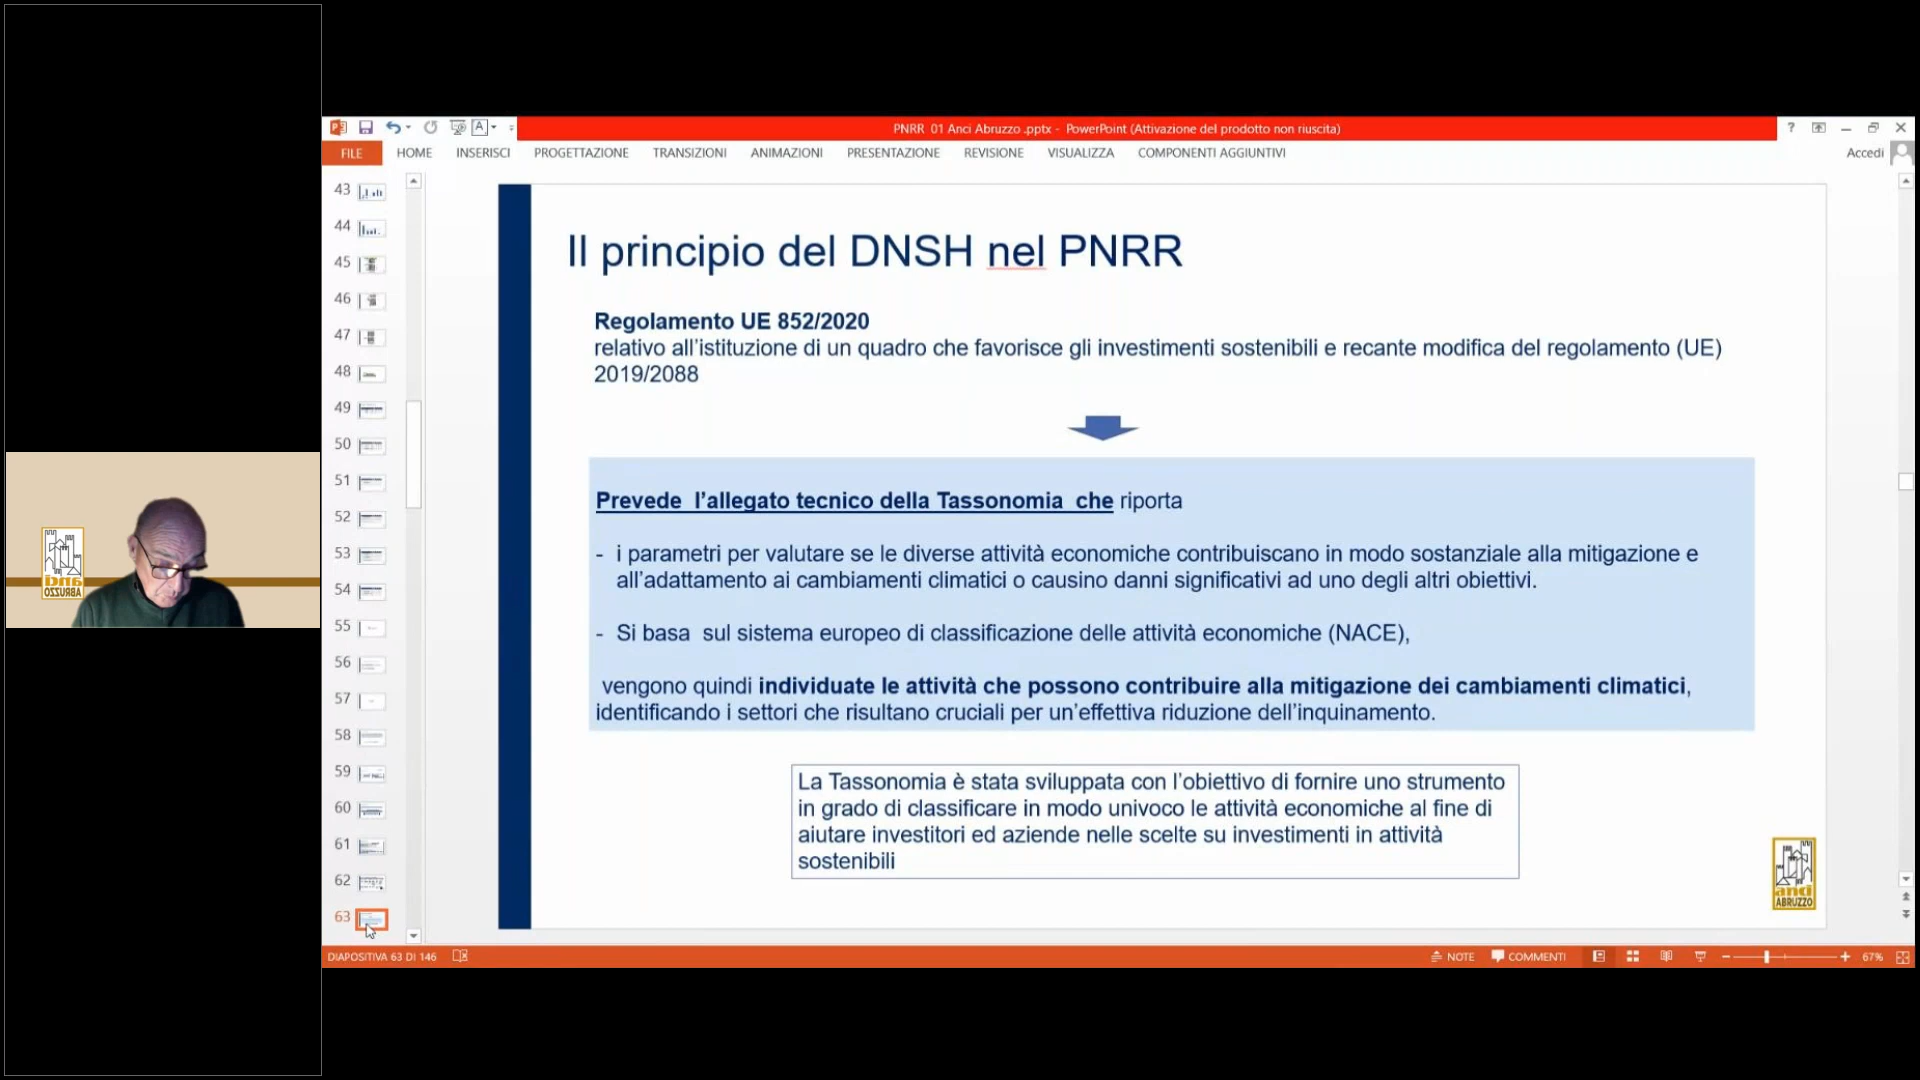 PNRR 01 Anci Abruzzo .pptx - PowerPoint (Attivazione del prodotto non riuscita)
FILE HOME INSERISCI PROGETTAZIONE TRANSIZIONI ANIMAZIONI PRESENTAZIONE REVISIONE VISUALIZZA COMPONENTI AGGIUNTIVI Accedi
43
44
45
46
47
48
49
50
51
52
53
54
55
56
57
58
59
60
61
62
63
Il principio del DNSH nel PNRR
Regolamento UE 852/2020
relativo all'istituzione di un quadro che favorisce gli investimenti sostenibili e recante modifica del regolamento (UE)
2019/2088
Prevede l'allegato tecnico della Tassonomia che riporta
- i parametri per valutare se le diverse attività economiche contribuiscano in modo sostanziale alla mitigazione e
all'adattamento ai cambiamenti climatici o causino danni significativi ad uno degli altri obiettivi.
- Si basa sul sistema europeo di classificazione delle attività economiche (NACE),
vengono quindi individuate le attività che possono contribuire alla mitigazione dei cambiamenti climatici,
identificando i settori che risultano cruciali per un'effettiva riduzione dell'inquinamento.
La Tassonomia è stata sviluppata con l'obiettivo di fornire uno strumento
in grado di classificare in modo univoco le attività economiche al fine di
aiutare investitori ed aziende nelle scelte su investimenti in attività
sostenibili
anci
ABRUZZO
anci
ABRUZZO
DIAPOSITIVA 63 DI 146 NOTE COMMENTI 67%